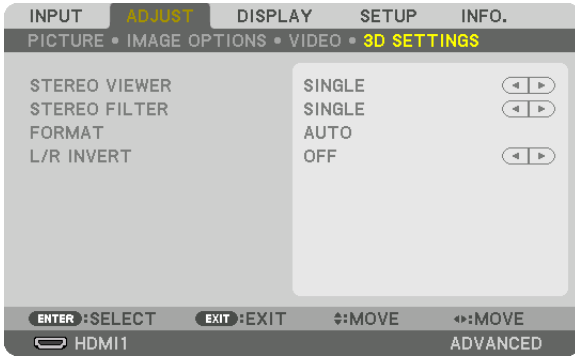 INPUT ADJUST DISPLAY SETUP INFO.
PICTURE • IMAGE OPTIONS • VIDEO • 3D SETTINGS
STEREO VIEWER SINGLE
STEREO FILTER SINGLE
FORMAT AUTO
L/R INVERT OFF
ENTER :SELECT EXIT :EXIT :MOVE :MOVE
HDMI1 ADVANCED